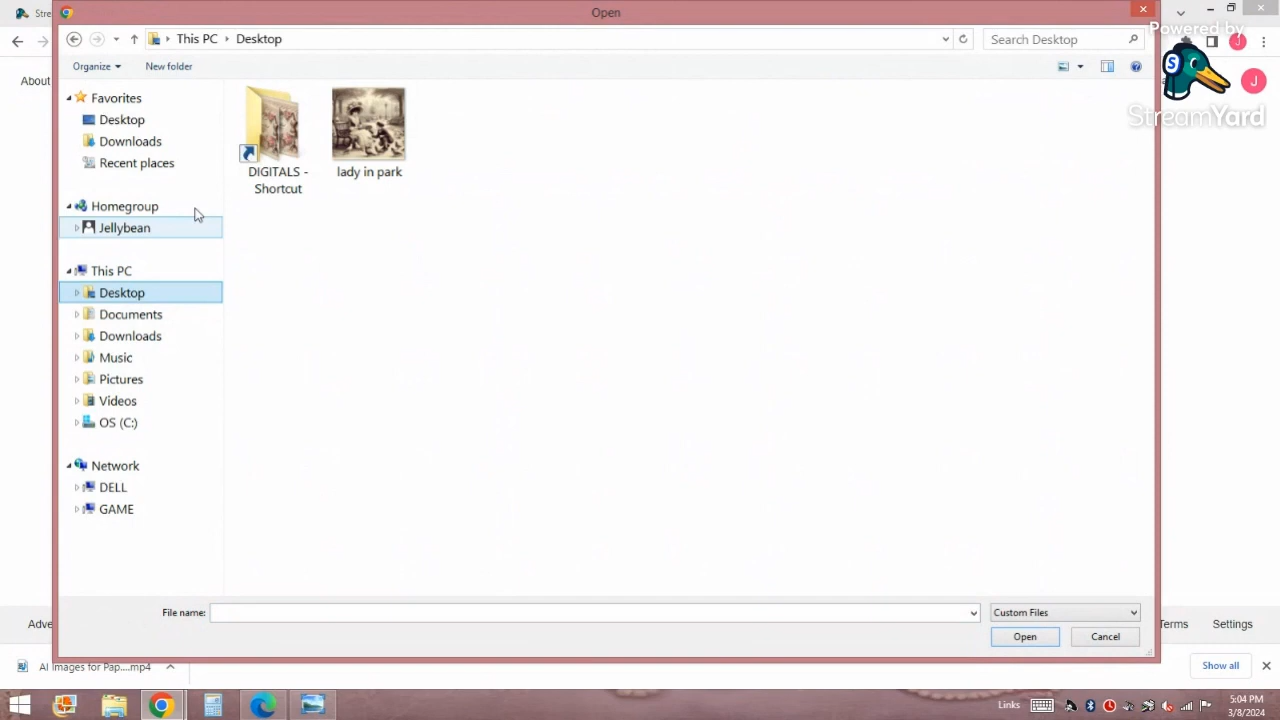 Stre
Open
This PC
Desktop
Search Desktop
Powered by
S
StreamYard
J
J
About
Organize
New folder
Favorites
Desktop
Downloads
Recent places
Homegroup
Jellybean
This PC
Desktop
Documents
Downloads
Music
Pictures
Videos
OS (C:)
Network
DELL
GAME
DIGITALS -
Shortcut
lady in park
File name:
Custom Files
Open
Cancel
Adve
Terms
Settings
AI Images for Pap....mp4
Show all
Links
5:04 PM
3/8/2024